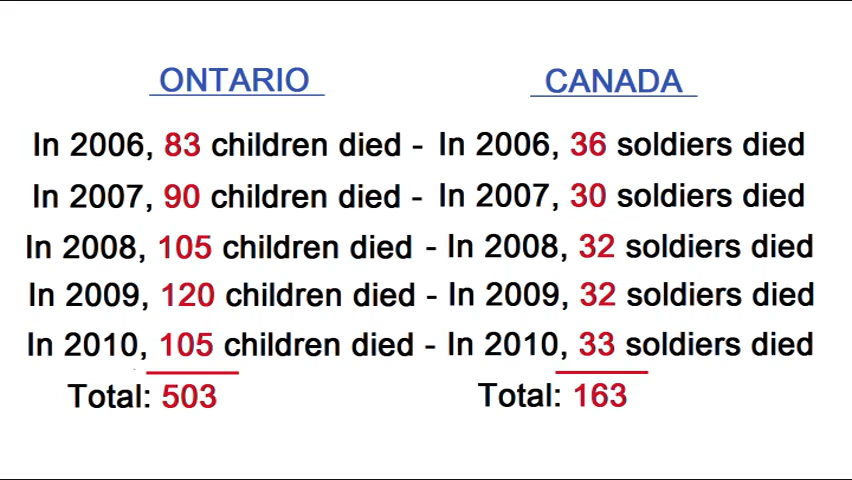 ONTARIO CANADA
In 2006, 83 children died - In 2006, 36 soldiers died
In 2007, 90 children died - In 2007, 30 soldiers died
In 2008, 105 children died - In 2008, 32 soldiers died
In 2009, 120 children died - In 2009, 32 soldiers died
In 2010, 105 children died - In 2010, 33 soldiers died
Total: 503 Total: 163